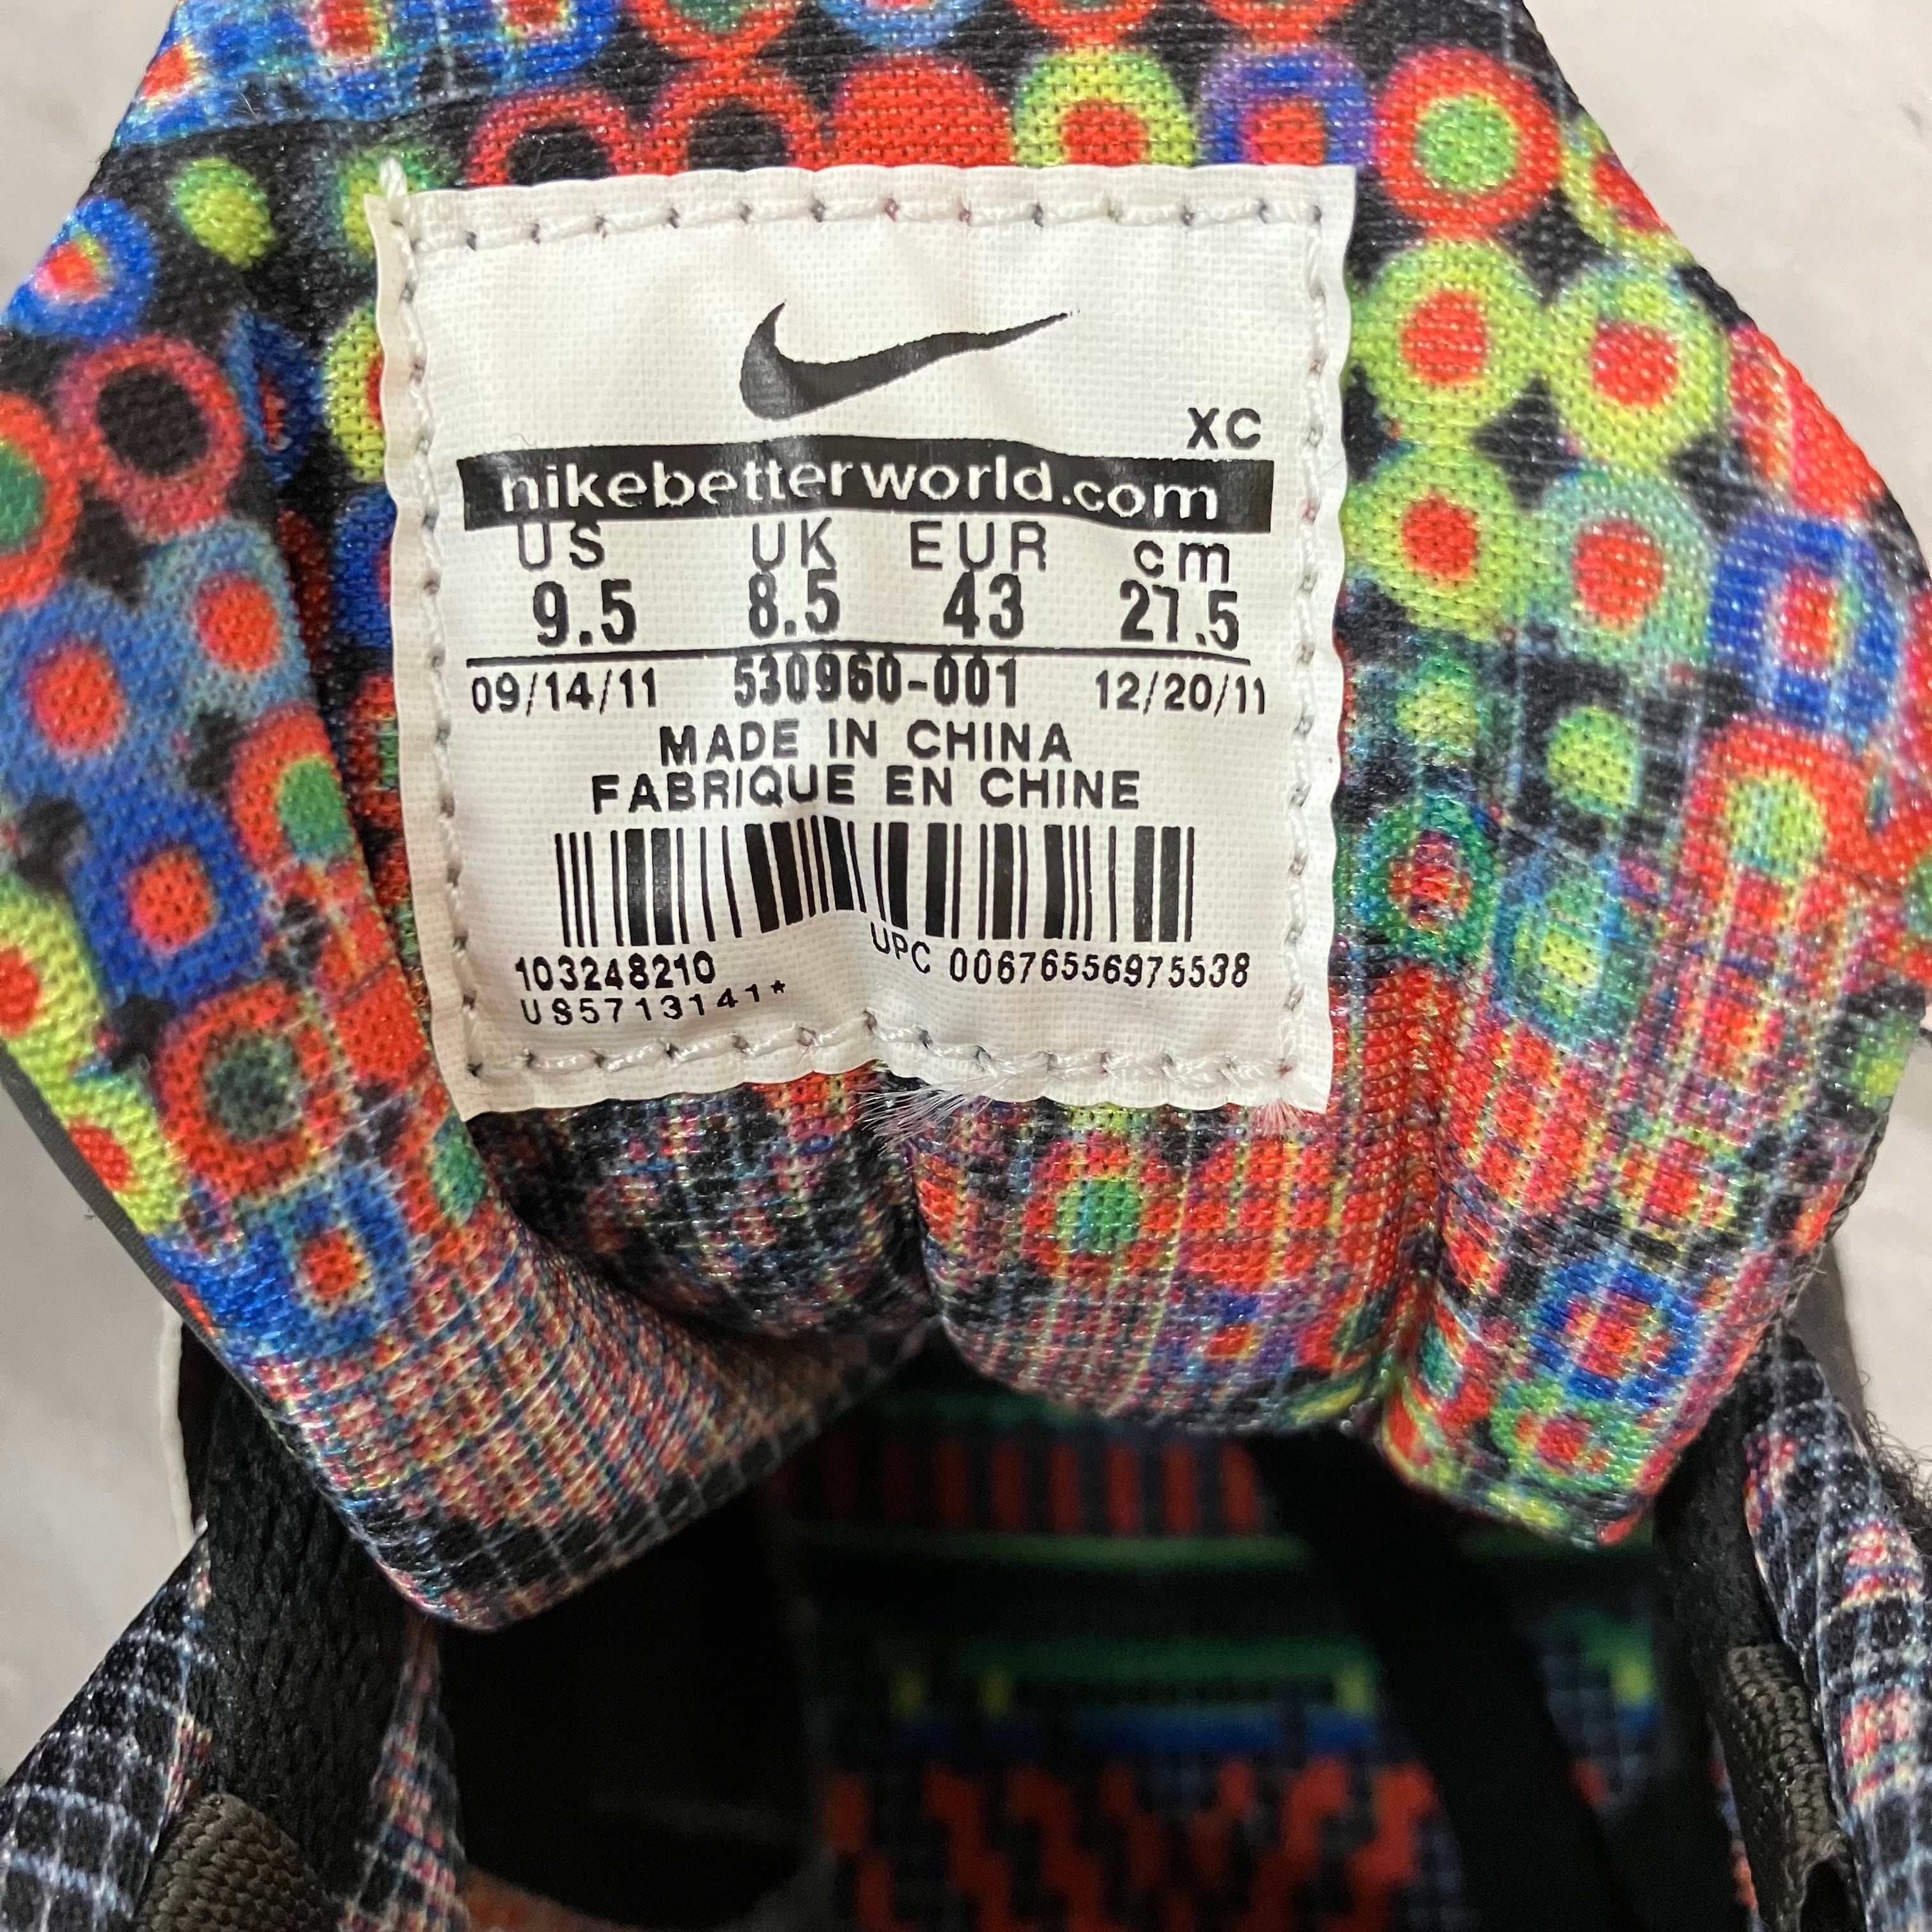 XC
nikebetterworld.com
US UK EUR cm
9.5 8.5 43 27.5
09/14/11 530960-001 12/20/11
MADE IN CHINA
FABRIQUE EN CHINE
103248210 UPC 00676556975538
US5713141*